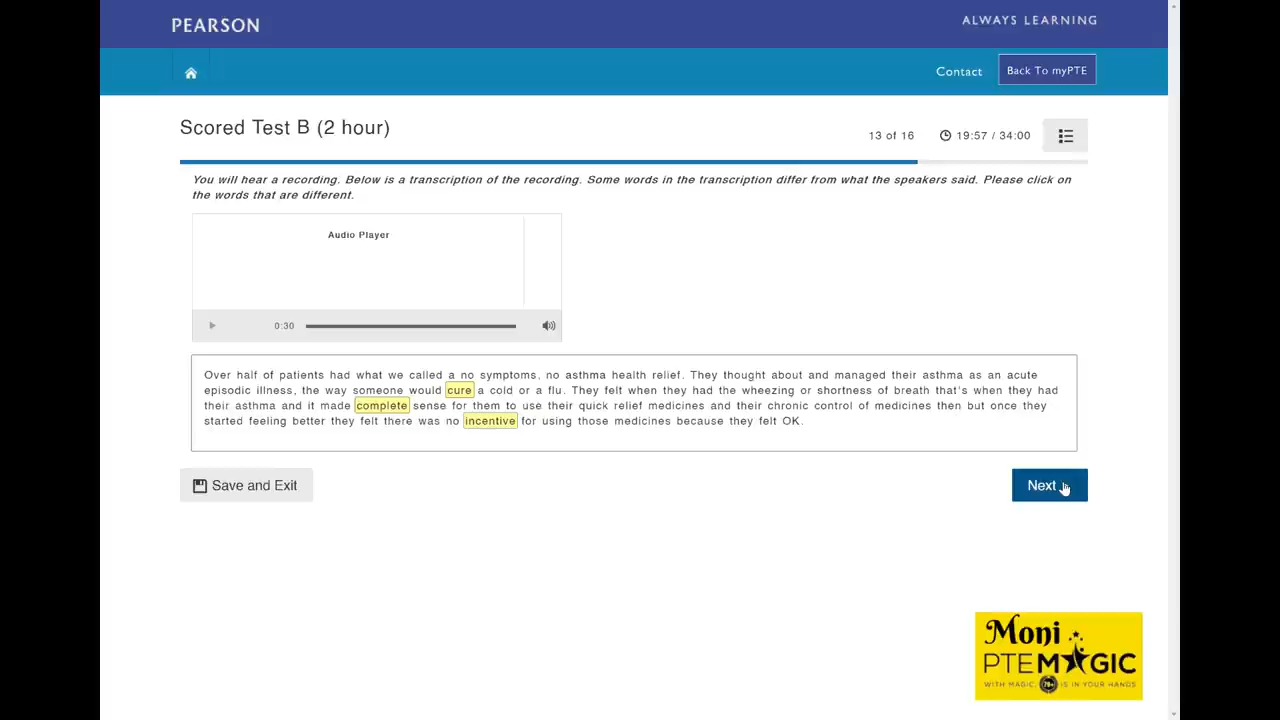 PEARSON
ALWAYS LEARNING
Contact
Back To myPTE
Scored Test B (2 hour)
13 of 16
19:57 / 34:00
You will hear a recording. Below is a transcription of the recording. Some words in the transcription differ from what the speakers said. Please click on
the words that are different.
Audio Player
0:30
Over half of patients had what we called a no symptoms, no asthma health relief. They thought about and managed their asthma as an acute
episodic illness, the way someone would cure a cold or a flu. They felt when they had the wheezing or shortness of breath that's when they had
their asthma and it made complete sense for them to use their quick relief medicines and their chronic control of medicines then but once they
started feeling better they felt there was no incentive for using those medicines because they felt OK.
Save and Exit
Next
Moni
PTEMAGIC
WITH MAGIC, 79+ IS IN YOUR HANDS